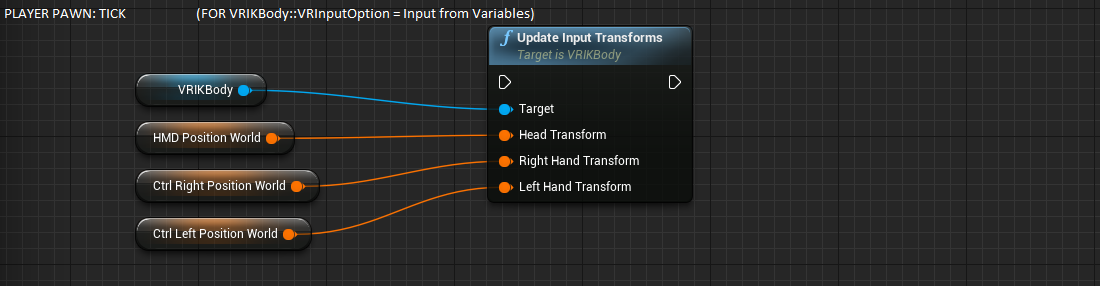 PLAYER PAWN: TICK (FOR VRIKBody::VRInputOption = Input from Variables)
f Update Input Transforms
Target is VRIKBody
VRIKBody
Target
HMD Position World
Head Transform
Right Hand Transform
Ctrl Right Position World
Left Hand Transform
Ctrl Left Position World